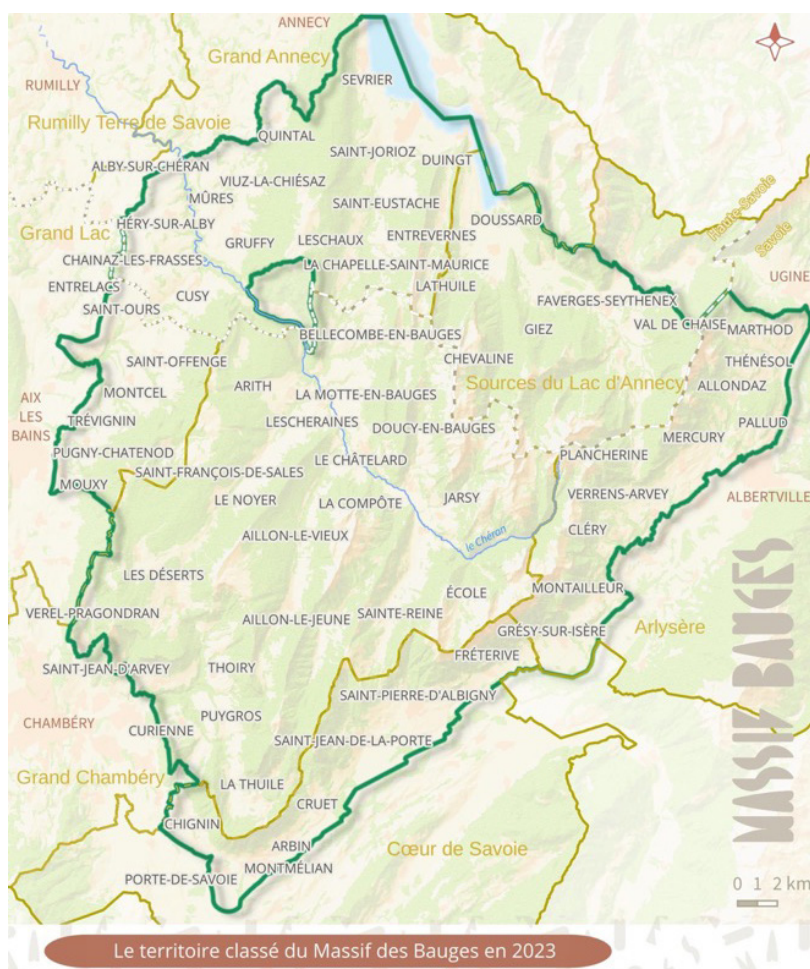 ANNECY
Grand Annecy
SEVRIER
RUMILLY
Rumilly Terre de Savoie
QUINTAL
SAINT-JORIOZ
DUINGT
ALBY-SUR-CHÉRAN
VIUZ-LA-CHIÉSAZ
MÛRES
SAINT-EUSTACHE
DOUSSARD
HÉRY-SUR-ALBY
Grand Lac
GRUFFY
LESCHAUX
ENTREVERNES
Haute-Savoie
Savoie
CHAINAZ-LES-FRASSES
LA CHAPELLE-SAINT-MAURICE
UGINE
ENTRELACS
CUSY
LATHUILE
SAINT-OURS
FAVERGES-SEYTHENEX
VAL DE CHAISE
MARTHOD
BELLECOMBE-EN-BAUGES
GIEZ
SAINT-OFFENGE
CHEVALINE
THÉNÉSOL
MONTCEL
ARITH
LA MOTTE-EN-BAUGES
Sources du Lac d'Annecy
ALLONDAZ
AIX
LES
BAINS
TRÉVIGNIN
LESCHERAINES
DOUCY-EN-BAUGES
PALLUD
MERCURY
PUGNY-CHATENOD
SAINT-FRANÇOIS-DE-SALES
LE CHÂTELARD
PLANCHERINE
MOUXY
LE NOYER
LA COMPÔTE
JARSY
VERRENS-ARVEY
ALBERTVILLE
AILLON-LE-VIEUX
le Chéran
CLÉRY
LES DÉSERTS
ÉCOLE
MONTAILLEUR
VEREL-PRAGONDRAN
AILLON-LE-JEUNE
SAINTE-REINE
GRÉSY-SUR-ISÈRE
Arlysère
SAINT-JEAN-D'ARVEY
THOIRY
FRÉTERIVE
SAINT-PIERRE-D'ALBIGNY
CHAMBÉRY
CURIENNE
PUYGROS
SAINT-JEAN-DE-LA-PORTE
Grand Chambéry
LA THUILE
CRUET
CHIGNIN
ARBIN
Cœur de Savoie
MONTMÉLIAN
PORTE-DE-SAVOIE
MASSIF BAUGES
0 1 2 km
Le territoire classé du Massif des Bauges en 2023